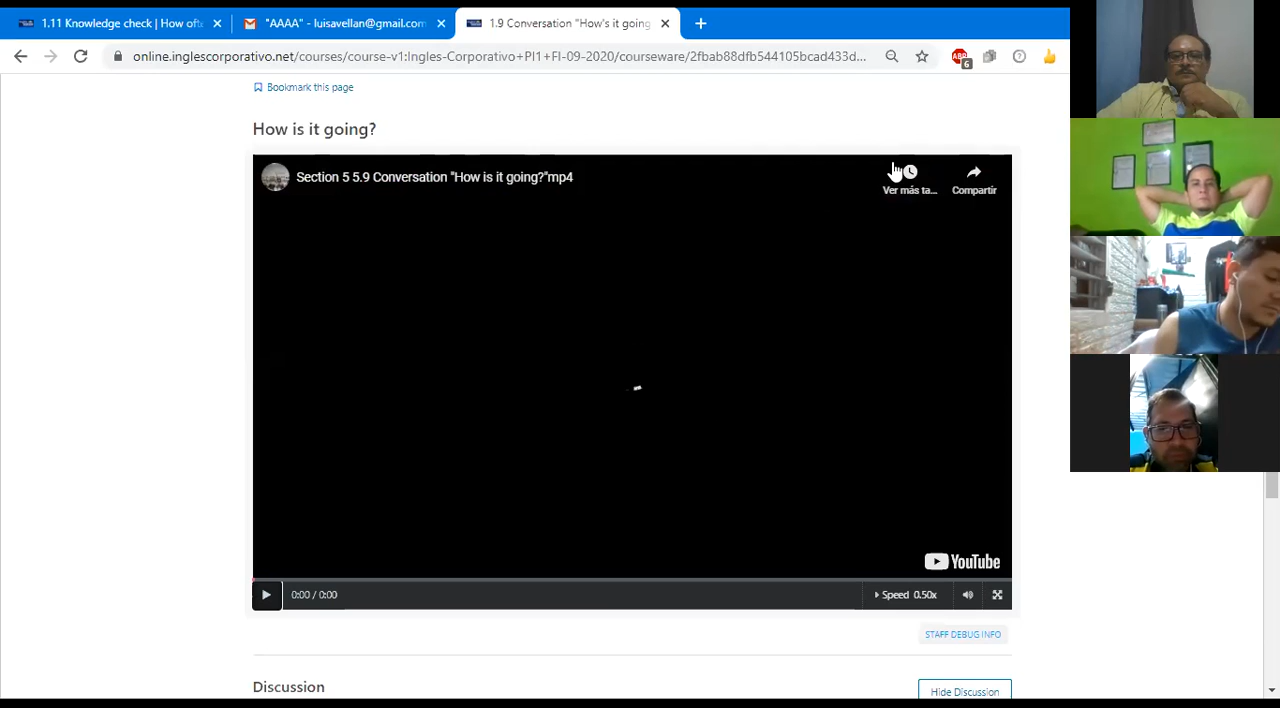 1.11 Knowledge check | How oft
"AAAA" - luisavellan@gmail.com
1.9 Conversation "How's it going
online.inglescorporativo.net/courses/course-v1:Ingles-Corporativo+PI1+FI-09-2020/courseware/2fbab88dfb544105bcad433d...
ABP
6
Bookmark this page
How is it going?
Section 5 5.9 Conversation "How is it going?"mp4
Ver más ta...
Compartir
YouTube
0:00 / 0:00
Speed 0.50x
STAFF DEBUG INFO
Discussion
Hide Discussion